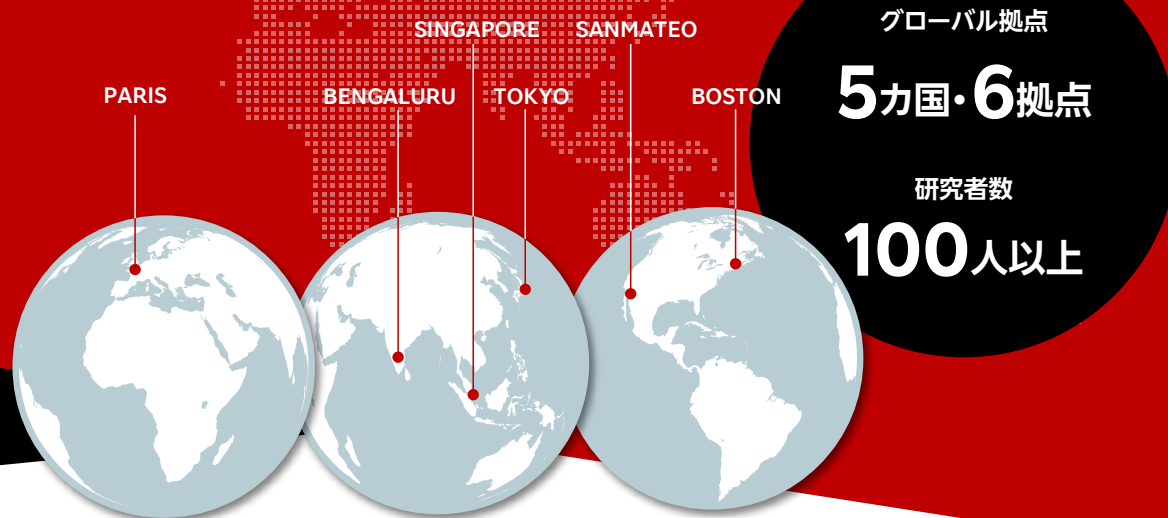 SINGAPORE
SANMATEO
PARIS
BENGALURU
TOKYO
BOSTON
グローバル拠点
5カ国・6拠点
研究者数
100人以上